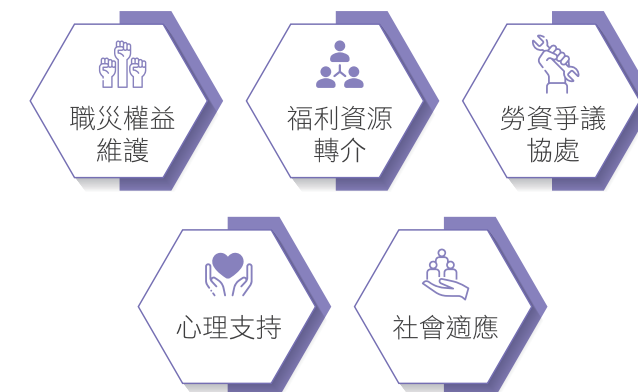 職災權益
維護
福利資源
轉介
勞資爭議
協處
心理支持
社會適應